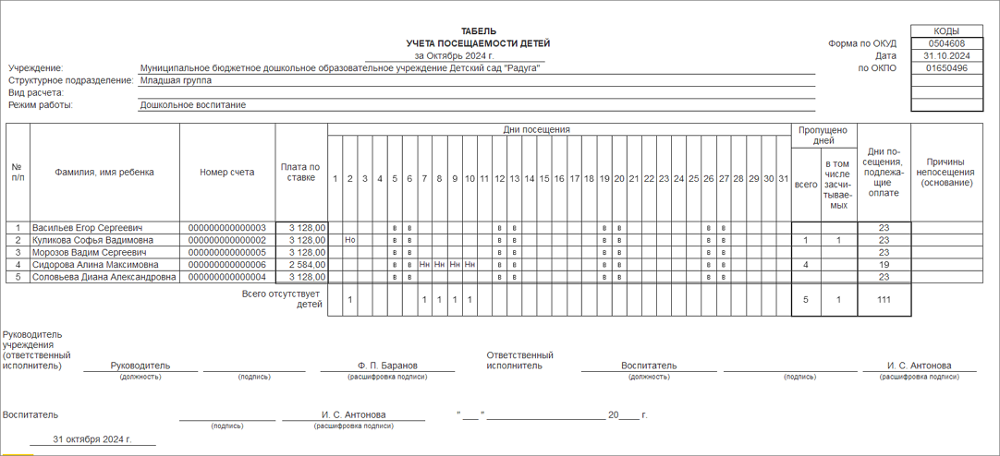 ТАБЕЛЬ
УЧЕТА ПОСЕЩАЕМОСТИ ДЕТЕЙ
за Октябрь 2024 г.
КОДЫ
Форма по ОКУД 0504608
Дата 31.10.2024
по ОКПО 01650496
Учреждение: Муниципальное бюджетное дошкольное образовательное учреждение Детский сад "Радуга"
Структурное подразделение: Младшая группа
Вид расчета:
Режим работы: Дошкольное воспитание
№ п/п Фамилия, имя ребенка Номер счета Плата по ставке Дни посещения Пропущено дней Дни по-сещения, подлежа-щие оплате Причины непосещения (основание)
1 2 3 4 5 6 7 8 9 10 11 12 13 14 15 16 17 18 19 20 21 22 23 24 25 26 27 28 29 30 31 всего в том числе засчи-тывае-мых
1 Васильев Егор Сергеевич 000000000000003 3 128,00 в в в в в в в в 23
2 Куликова Софья Вадимовна 000000000000002 3 128,00 Но в в в в в в в в 1 1 23
3 Морозов Вадим Сергеевич 000000000000005 3 128,00 в в в в в в в в 23
4 Сидорова Алина Максимовна 000000000000006 2 584,00 в в Нн Нн Нн Нн в в в в в в 4 19
5 Соловьева Диана Александровна 000000000000004 3 128,00 в в в в в в в в 23
Всего отсутствует детей 1 1 1 1 1 5 1 111
Руководитель
учреждения
(ответственный
исполнитель) Руководитель Ф. П. Баранов
(должность) (подпись) (расшифровка подписи)
Ответственный
исполнитель Воспитатель И. С. Антонова
(должность) (подпись) (расшифровка подписи)
Воспитатель И. С. Антонова " ___ " ______________ 20____ г.
(подпись) (расшифровка подписи)
31 октября 2024 г.